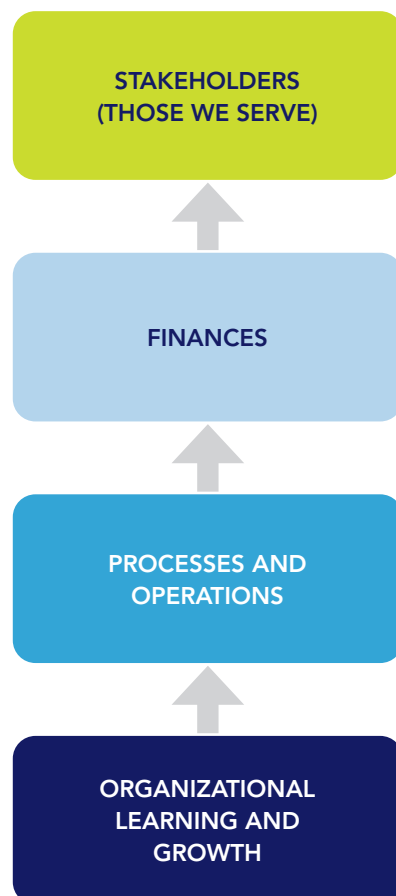 STAKEHOLDERS
(THOSE WE SERVE)
FINANCES
PROCESSES AND
OPERATIONS
ORGANIZATIONAL
LEARNING AND
GROWTH